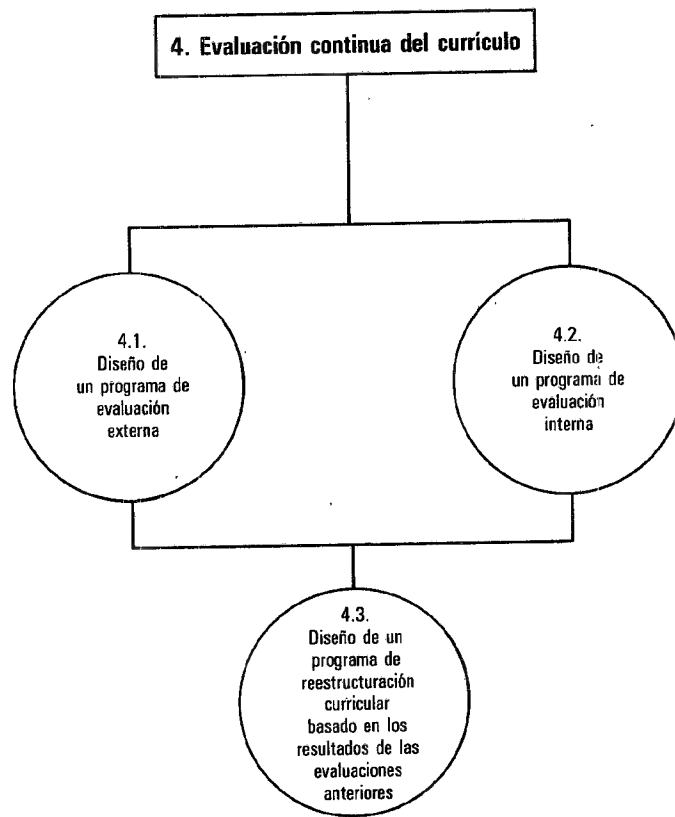 4. Evaluación continua del currículo
4.1.
Diseño de
un programa de
evaluación
externa
4.2.
Diseño de
un programa de
evaluación
interna
4.3.
Diseño de un
programa de
reestructuración
curricular
basado en los
resultados de las
evaluaciones
anteriores